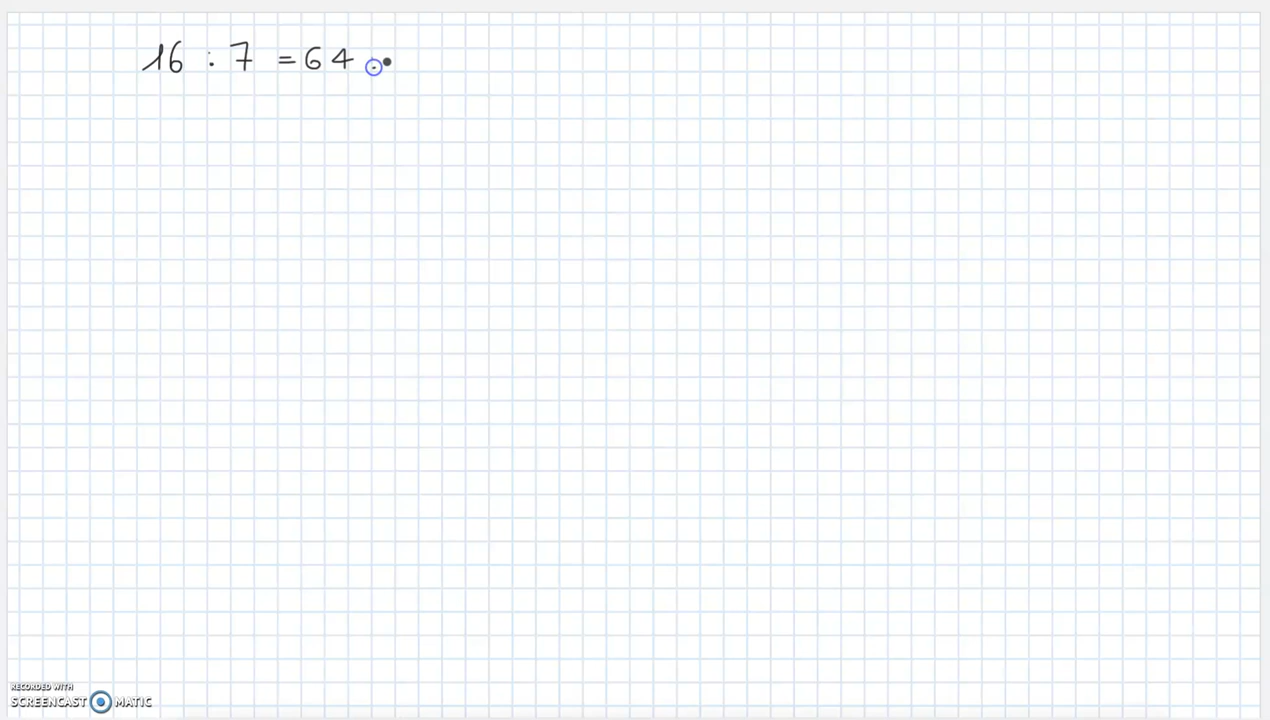 16 : 7 = 64 :
RECORDED WITH
SCREENCAST MATIC